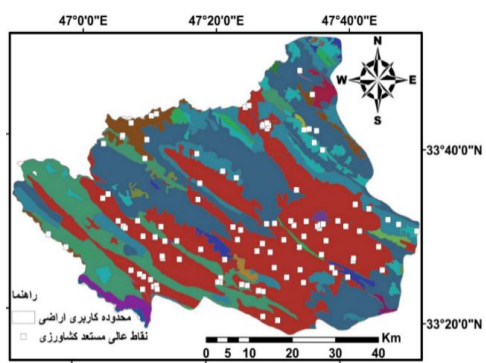 47°0'0"E
47°20'0"E
47°40'0"E
N
W
E
S
33°40'0"N
33°20'0"N
راهنما
محدوده کاربری اراضی
نقاط عالی مستعد کشاورزی
Km
0 5 10 20 30 40